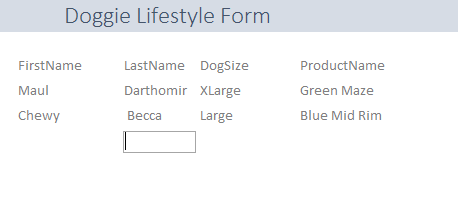 Doggie Lifestyle Form
FirstName LastName DogSize ProductName
Maul Darthomir XLarge Green Maze
Chewy Becca Large Blue Mid Rim